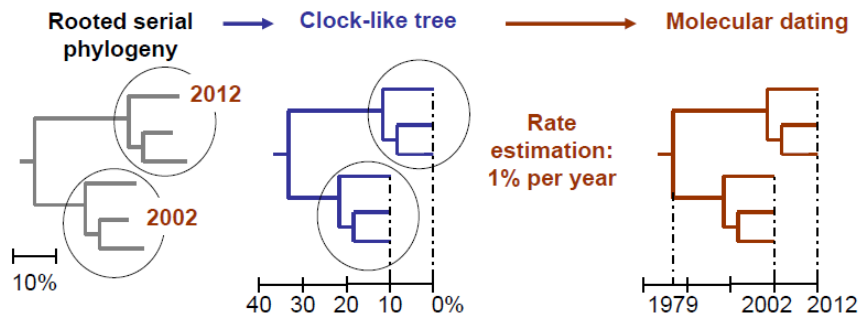 Rooted serial
phylogeny
Clock-like tree
Molecular dating
2012
2002
10%
40 30 20 10 0%
Rate
estimation:
1% per year
1979 2002 2012